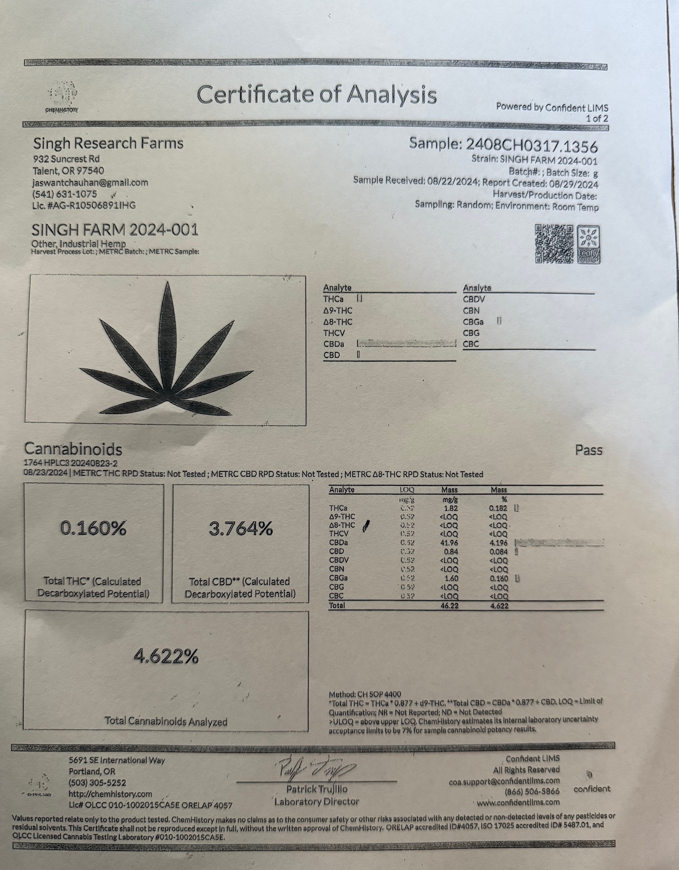 CHEMHISTORY
Certificate of Analysis
Powered by Confident LIMS
1 of 2
Singh Research Farms
932 Suncrest Rd
Talent, OR 97540
jaswantchauhan@gmail.com
(541) 631-1075
Lic. #AG-R10506891IHG
Sample: 2408CH0317.1356
Strain: SINGH FARM 2024-001
Batch#: ; Batch Size: g
Sample Received: 08/22/2024; Report Created: 08/29/2024
Harvest/Production Date:
Sampling: Random; Environment: Room Temp
SINGH FARM 2024-001
Other, Industrial Hemp
Harvest Process Lot: ; METRC Batch: ; METRC Sample:
Analyte Analyte
THCa CBDV
Δ9-THC CBN
Δ8-THC CBGa
THCV CBG
CBDa CBC
CBD
Cannabinoids Pass
1764 HPLC3 20240823-2
08/23/2024 | METRC THC RPD Status: Not Tested ; METRC CBD RPD Status: Not Tested ; METRC Δ8-THC RPD Status: Not Tested
0.160%
Total THC* (Calculated
Decarboxylated Potential)
3.764%
Total CBD** (Calculated
Decarboxylated Potential)
4.622%
Total Cannabinoids Analyzed
Analyte LOQ Mass Mass
mg/g mg/g %
THCa 1.82 0.182
Δ9-THC 0.52 <LOQ <LOQ
Δ8-THC <LOQ <LOQ
THCV 0.52 <LOQ <LOQ
CBDa 0.52 41.96 4.196
CBD 0.84 0.084
CBDV 0.52 <LOQ <LOQ
CBN 0.52 <LOQ <LOQ
CBGa 0.52 1.60 0.160
CBG 0.52 <LOQ <LOQ
CBC 0.52 <LOQ <LOQ
Total 46.22 4.622
Method: CH SOP 4400
*Total THC = THCa * 0.877 + d9-THC. **Total CBD = CBDa * 0.877 + CBD. LOQ = Limit of
Quantification; NR = Not Reported; ND = Not Detected
>ULOQ = above upper LOQ. ChemHistory estimates its internal laboratory uncertainty
acceptance limits to be 7% for sample cannabinoid potency results.
5691 SE International Way
Portland, OR
(503) 305-5252
http://chemhistory.com
Lic# OLCC 010-1002015CA5E ORELAP 4057
Patrick Trujillo
Laboratory Director
Confident LIMS
All Rights Reserved
coa.support@confidentlims.com
(866) 506-5866
www.confidentlims.com
confident
Values reported relate only to the product tested. ChemHistory makes no claims as to the consumer safety or other risks associated with any detected or non-detected levels of any pesticides or
residual solvents. This Certificate shall not be reproduced except in full, without the written approval of ChemHistory. ORELAP accredited ID#4057, ISO 17025 accredited ID# 5487.01, and
OLCC Licensed Cannabis Testing Laboratory #010-1002015CA5E.